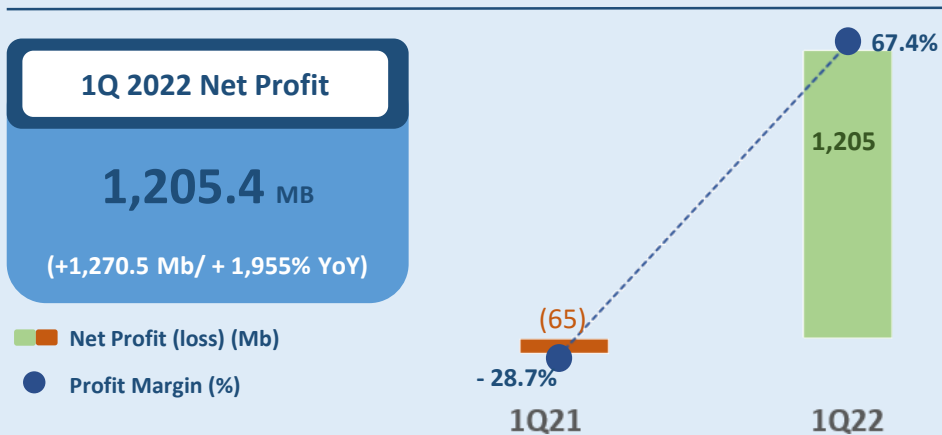 1Q 2022 Net Profit
1,205.4 MB
(+1,270.5 Mb/ + 1,955% YoY)
Net Profit (loss) (Mb)
Profit Margin (%)
(65)
- 28.7%
1Q21
67.4%
1,205
1Q22